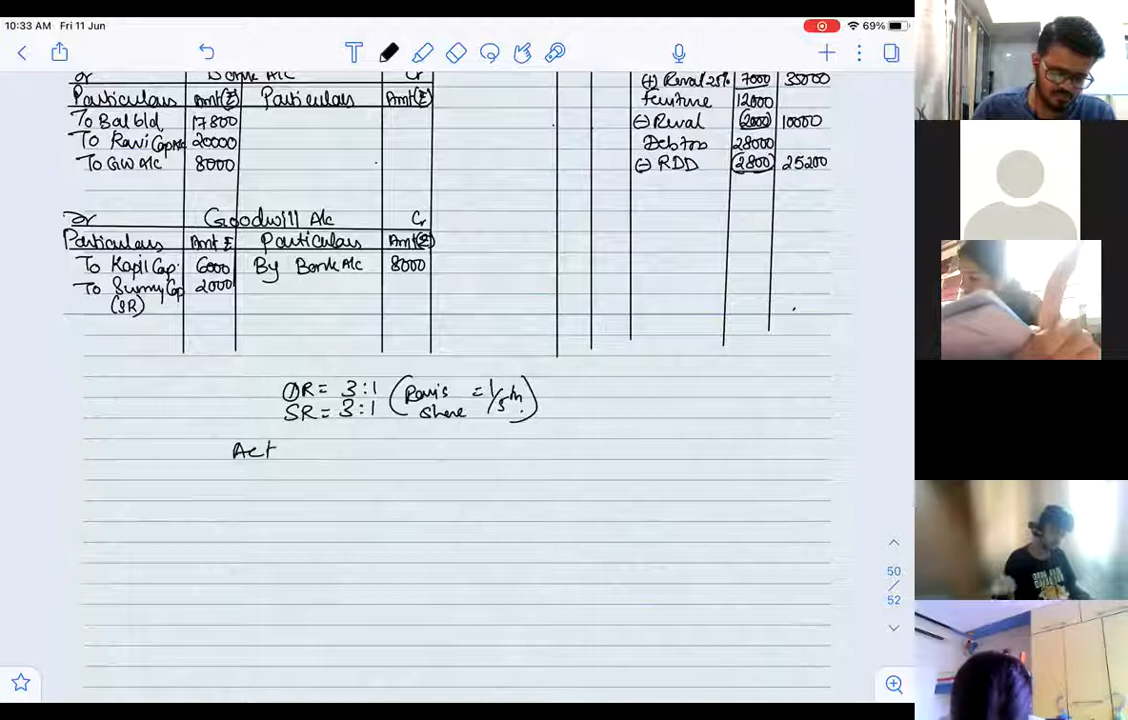 10:33 AM Fri 11 Jun
69%
Dr Bank A/c Cr
Particulars Amt(₹) Particulars Amt(₹)
To Bal b/d 17800
To Ravi Cap A/c 20000
To GW A/c 8000
(+) Reval 25% 7000 35000
Furniture 12000
(-) Reval (2000) 10000
Debtors 28000
(-) RDD (2800) 25200
Dr Goodwill A/c Cr
Particulars Amt ₹ Particulars Amt(₹)
To Kapil Cap. 6000 By Bank A/c 8000
To Sunny Cap 2000
(SR)
OR = 3:1 (Ravi's = 1/5th.
SR = 3:1 Share)
Act
50
52